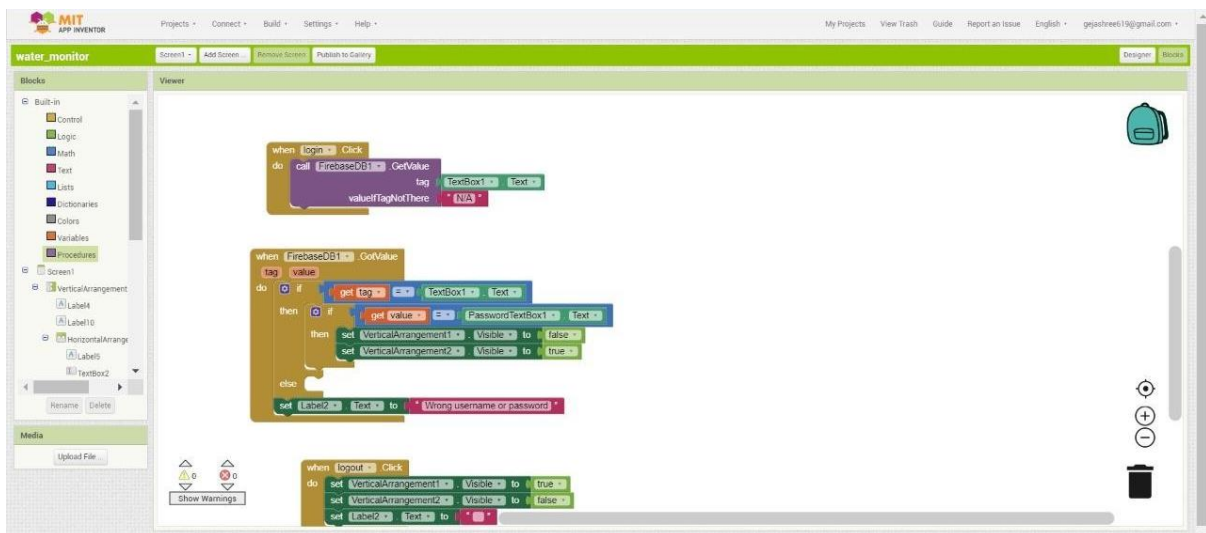 MIT APP INVENTOR
Projects Connect Build Settings Help My Projects View Trash Guide Report an Issue English gejashree619@gmail.com
water_monitor Screen1 Add Screen ... Remove Screen Publish to Gallery Designer Blocks
Blocks
Built-in
Control
Logic
Math
Text
Lists
Dictionaries
Colors
Variables
Procedures
Screen1
VerticalArrangement
Label4
Label10
HorizontalArrange
Label5
TextBox2
Rename Delete
Media
Upload File ...
Viewer
when login .Click
do call FirebaseDB1 .GetValue
tag TextBox1 . Text
valueIfTagNotThere " N/A "
when FirebaseDB1 .GotValue
tag value
do if get tag = TextBox1 . Text
then if get value = PasswordTextBox1 . Text
then set VerticalArrangement1 . Visible to false
set VerticalArrangement2 . Visible to true
else
set Label2 . Text to " Wrong username or password "
when logout .Click
do set VerticalArrangement1 . Visible to true
set VerticalArrangement2 . Visible to false
set Label2 . Text to " "
0 0
Show Warnings